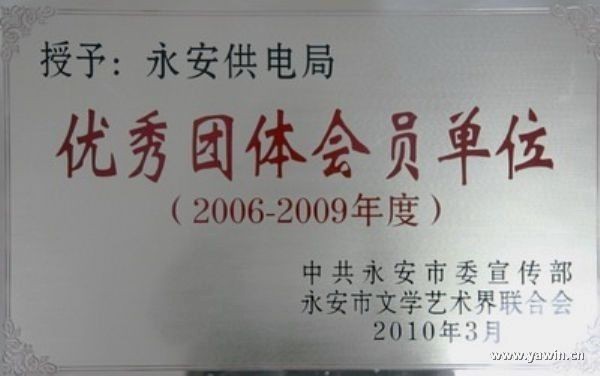 授予：永安供电局
优秀团体会员单位
（2006-2009年度）
中共永安市委宣传部
永安市文学艺术界联合会
2010年3月
www.yawin.cn